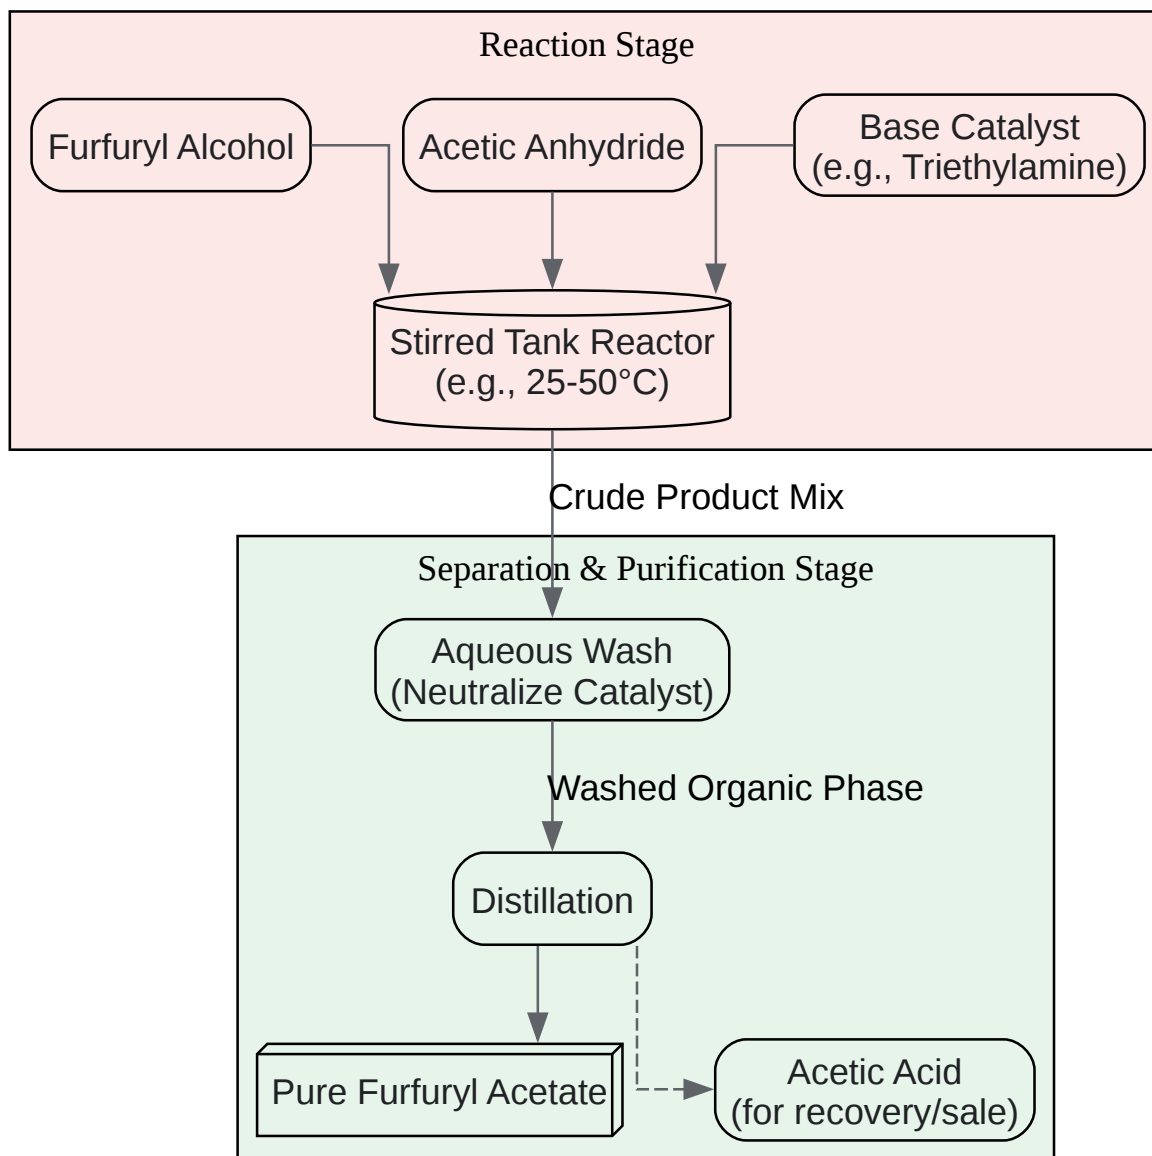 Reaction Stage
Furfuryl Alcohol
Acetic Anhydride
Base Catalyst
(e.g., Triethylamine)
Stirred Tank Reactor
(e.g., 25-50°C)
Crude Product Mix
Separation & Purification Stage
Aqueous Wash
(Neutralize Catalyst)
Washed Organic Phase
Distillation
Pure Furfuryl Acetate
Acetic Acid
(for recovery/sale)